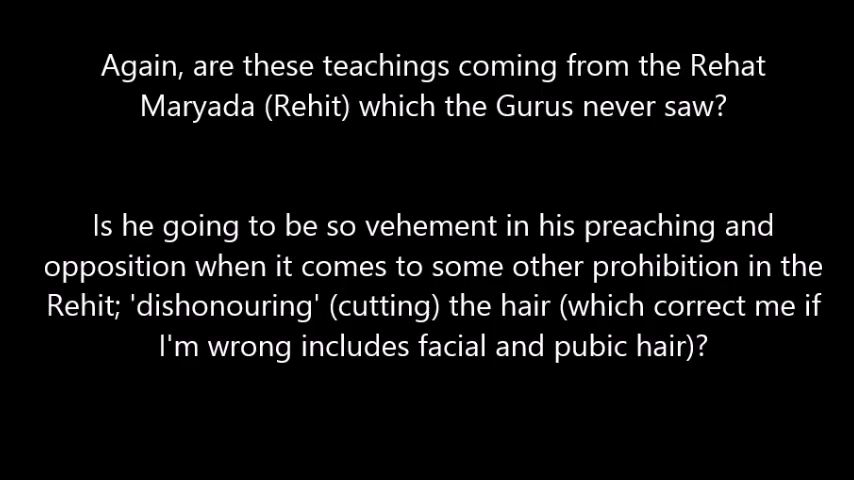 Again, are these teachings coming from the Rehat
Maryada (Rehit) which the Gurus never saw?
Is he going to be so vehement in his preaching and
opposition when it comes to some other prohibition in the
Rehit; 'dishonouring' (cutting) the hair (which correct me if
I'm wrong includes facial and pubic hair)?